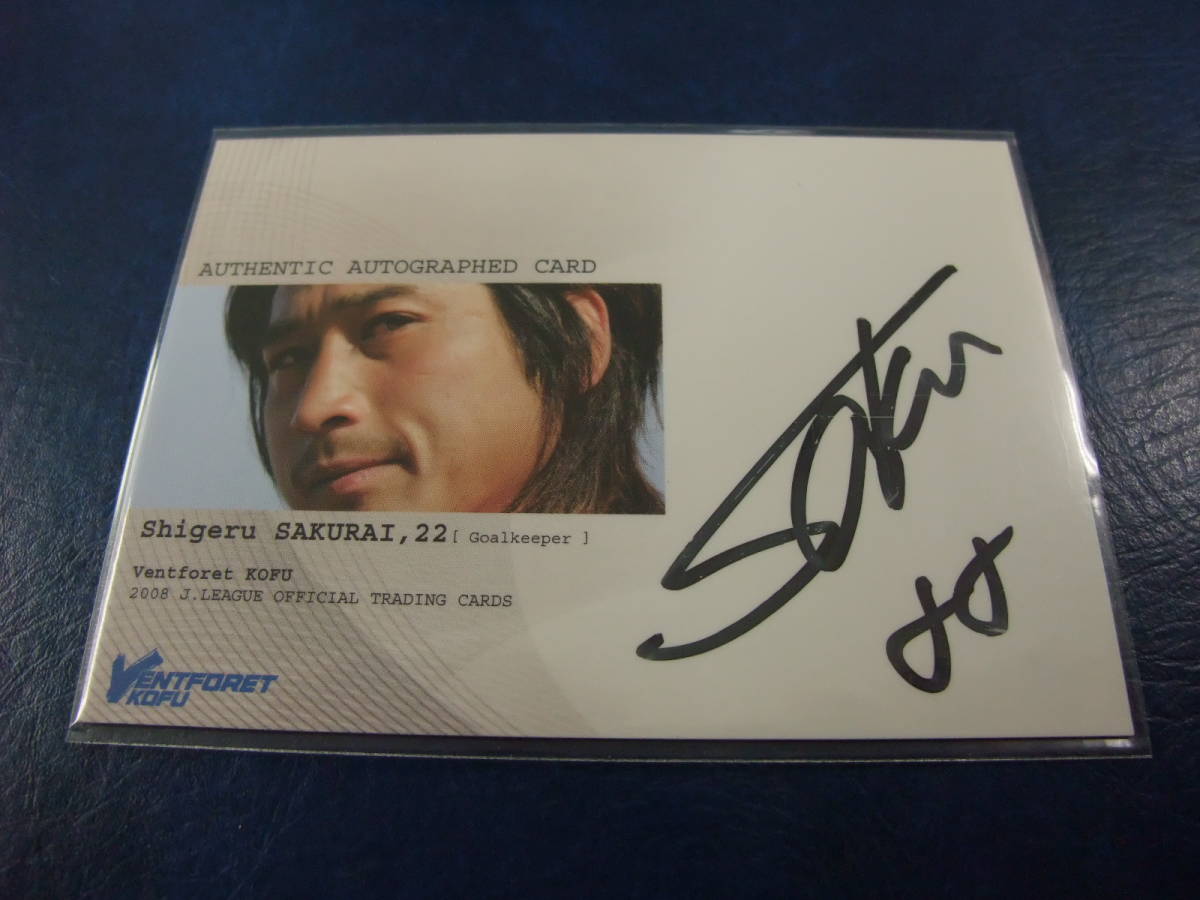 AUTHENTIC AUTOGRAPHED CARD
Shigeru SAKURAI,22[ Goalkeeper ]
Ventforet KOFU
2008 J.LEAGUE OFFICIAL TRADING CARDS
VENTFORET
KOFU